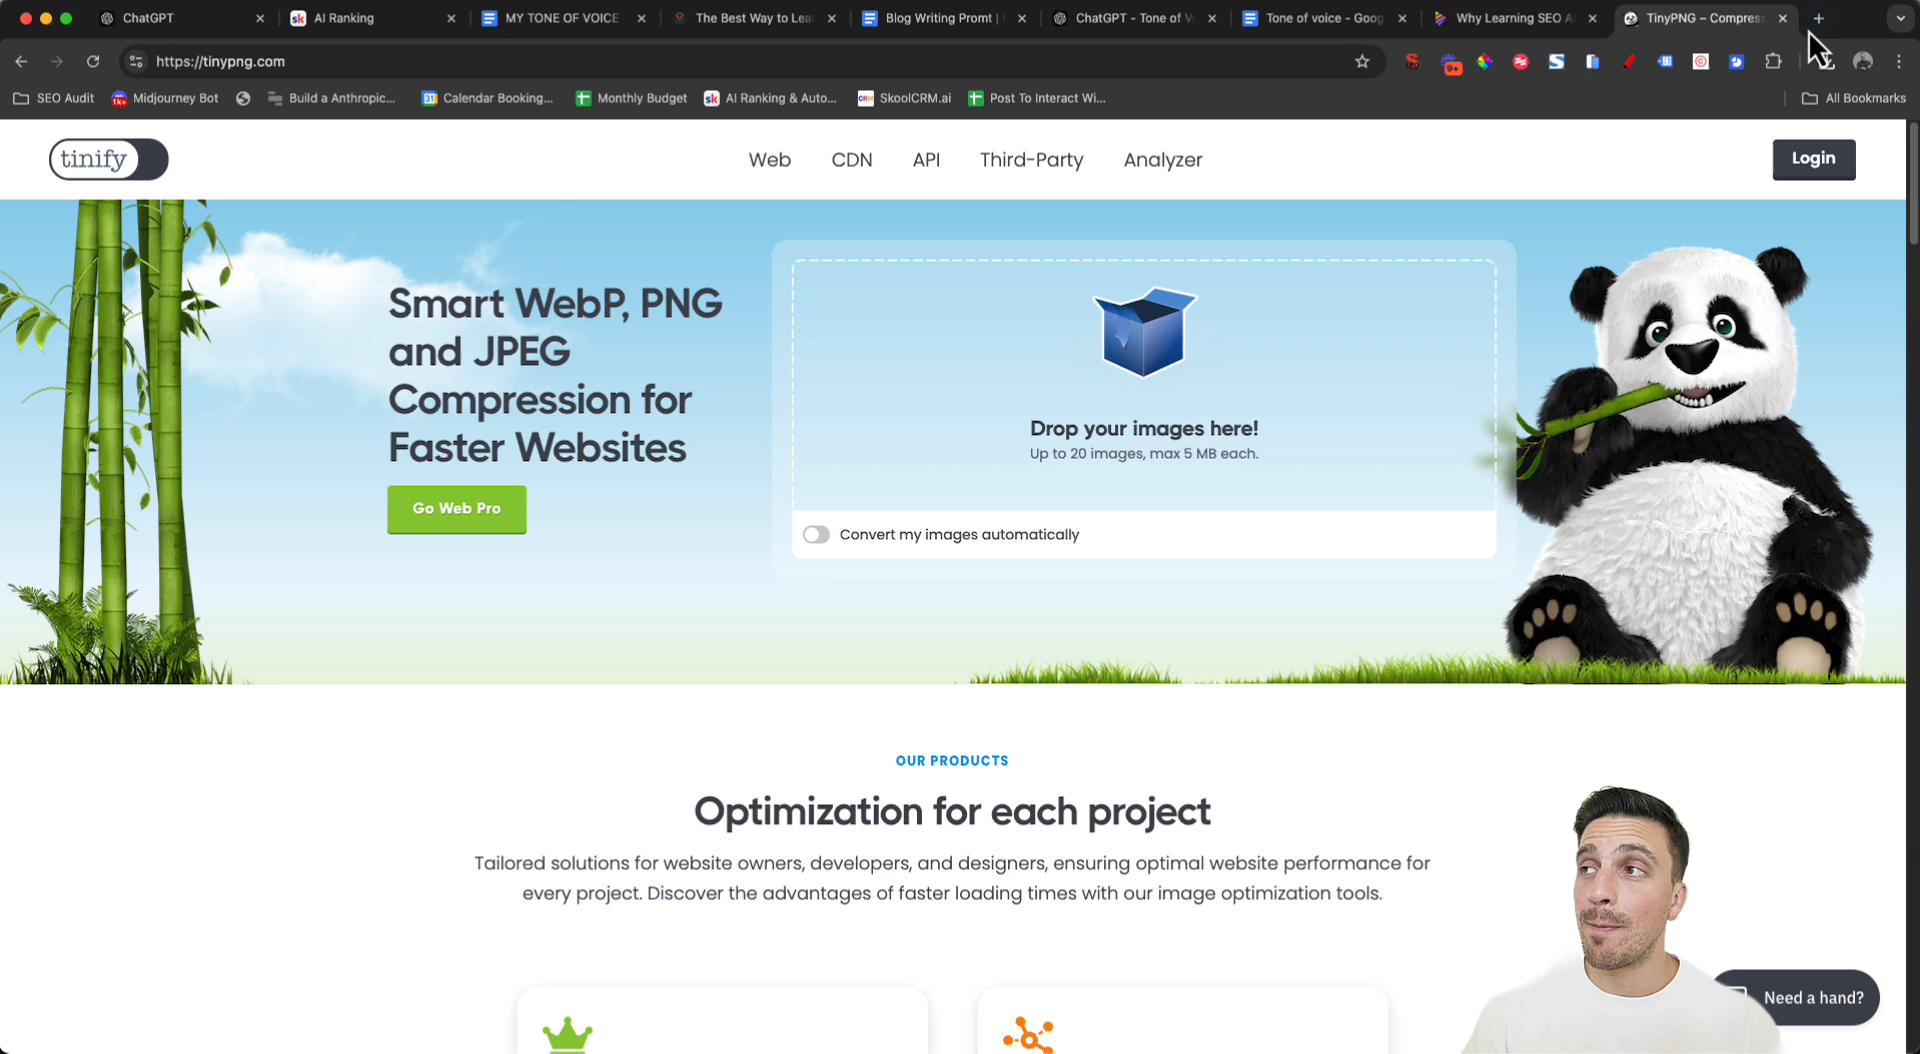 ChatGPT
AI Ranking
MY TONE OF VOICE
The Best Way to Lea
Blog Writing Promt |
ChatGPT - Tone of V
Tone of voice - Goog
Why Learning SEO A
TinyPNG – Compres
https://tinypng.com
9+
SEO Audit
1k+
Midjourney Bot
Build a Anthropic...
31
Calendar Booking...
Monthly Budget
sk
AI Ranking & Auto...
CRM
SkoolCRM.ai
Post To Interact Wi...
All Bookmarks
tinify
Web
CDN
API
Third-Party
Analyzer
Login
Smart WebP, PNG
and JPEG
Compression for
Faster Websites
Go Web Pro
Drop your images here!
Up to 20 images, max 5 MB each.
Convert my images automatically
OUR PRODUCTS
Optimization for each project
Tailored solutions for website owners, developers, and designers, ensuring optimal website performance for
every project. Discover the advantages of faster loading times with our image optimization tools.
Need a hand?